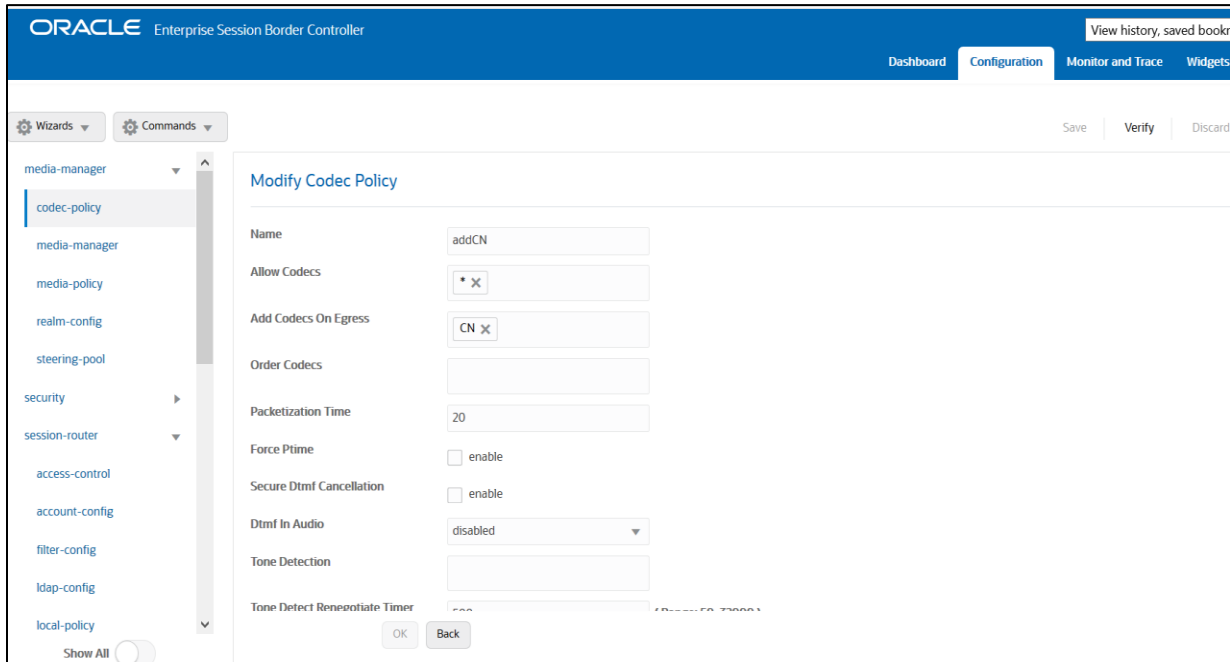 ORACLE Enterprise Session Border Controller
View history, saved bookr
Dashboard Configuration Monitor and Trace Widgets
Wizards Commands Save Verify Discard
media-manager
codec-policy
media-manager
media-policy
realm-config
steering-pool
security
session-router
access-control
account-config
filter-config
ldap-config
local-policy
Show All
Modify Codec Policy
Name addCN
Allow Codecs *
Add Codecs On Egress CN
Order Codecs
Packetization Time 20
Force Ptime enable
Secure Dtmf Cancellation enable
Dtmf In Audio disabled
Tone Detection
Tone Detect Renegotiate Timer
OK Back